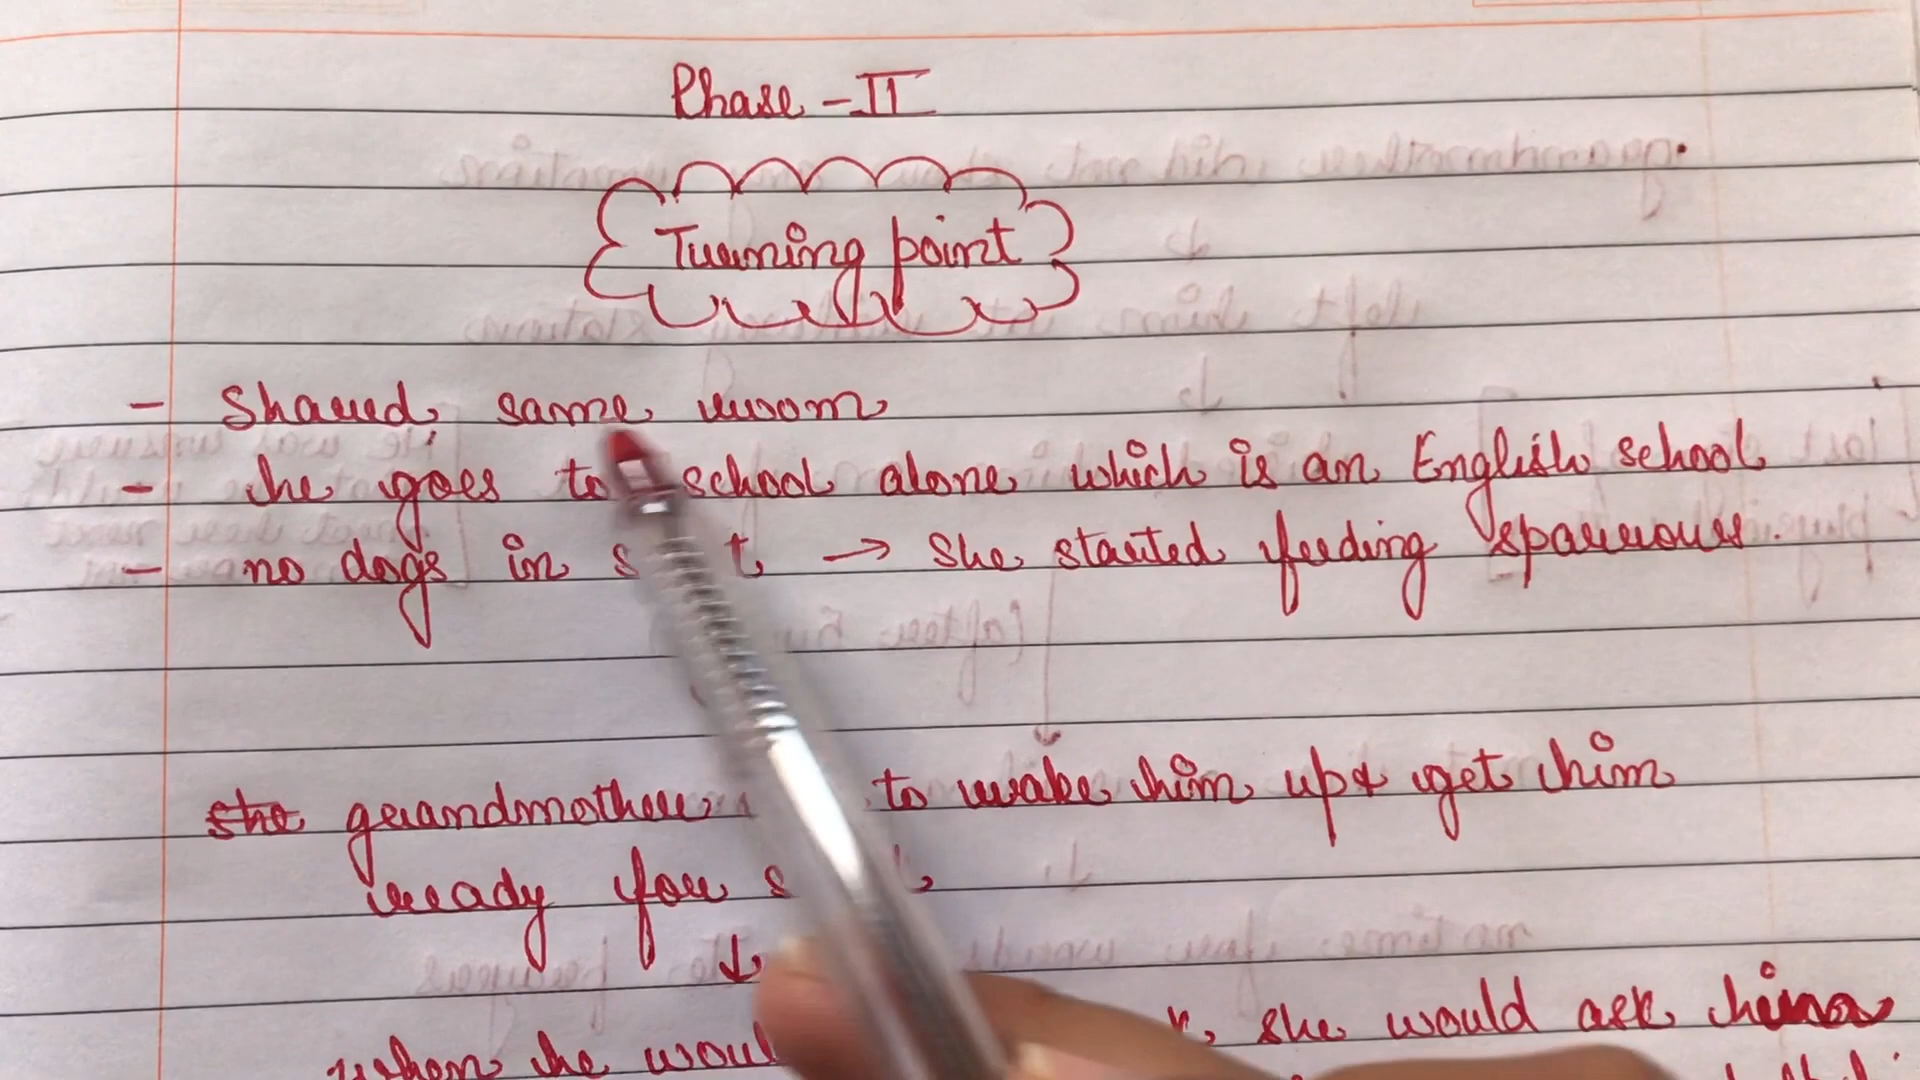 Phase - II
Turning point
- Shared same room
- he goes to school alone which is an English school
- no dogs in → She started feeding sparrows.
she grandmother to wake him up & get him
ready for
↓
when he she would ask him